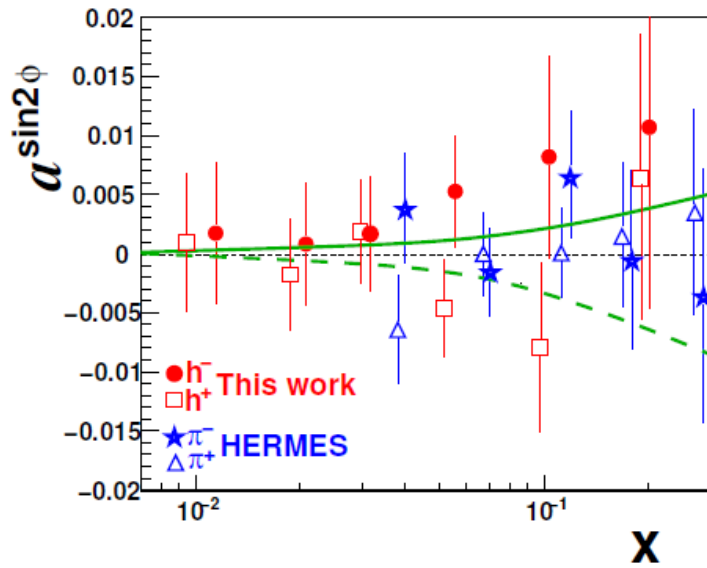 0.02
0.015
0.01
0.005
0
−0.005
−0.01
−0.015
−0.02
a^sin2ϕ
h⁻ This work
h⁺
π⁻ HERMES
π⁺
10⁻² 10⁻¹
x